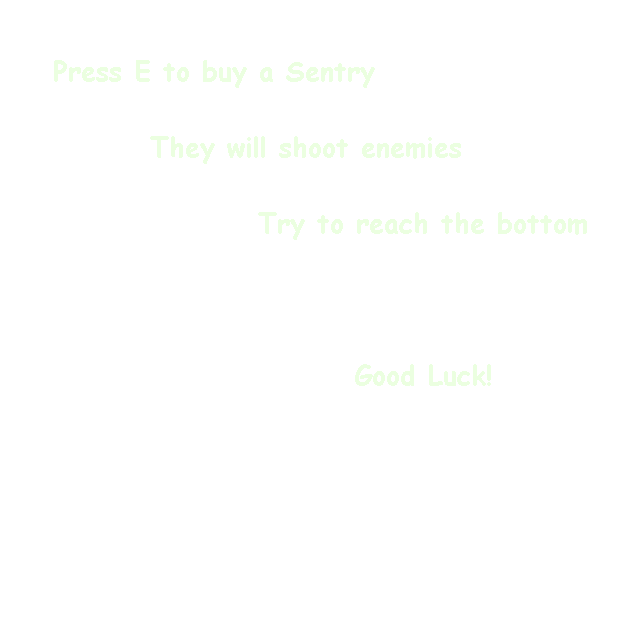 Press E to buy a Sentry
They will shoot enemies
Try to reach the bottom
Good Luck!